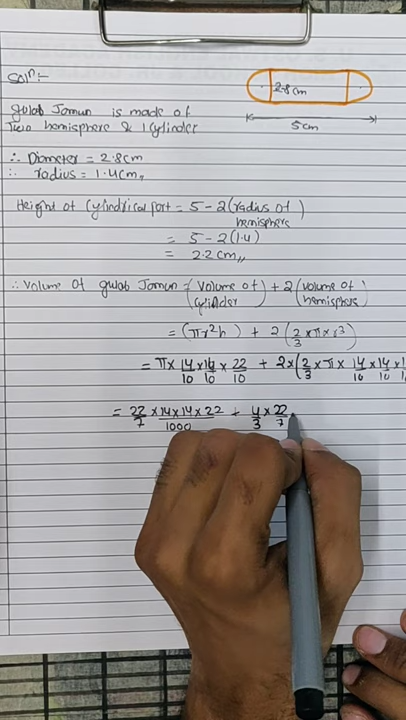 Solⁿ:-
2.8cm
5cm
gulab Jamun is made of
Two hemisphere & 1 cylinder
∴ Diameter = 2.8cm
∴ radius = 1.4cm,,
Height of Cylindrical part = 5 - 2(radius of hemisphere)
= 5 - 2(1.4)
= 2.2cm,,
∴ Volume of gulab Jamun = (volume of cylinder) + 2(volume of hemisphere)
= (πr²h) + 2(2/3 × π × r³)
= π × 14/10 × 14/10 × 22/10 + 2×(2/3 × π × 14/10 × 14/10 ×
= 22/7 × 14×14×22/1000 + 4/3 × 22/7